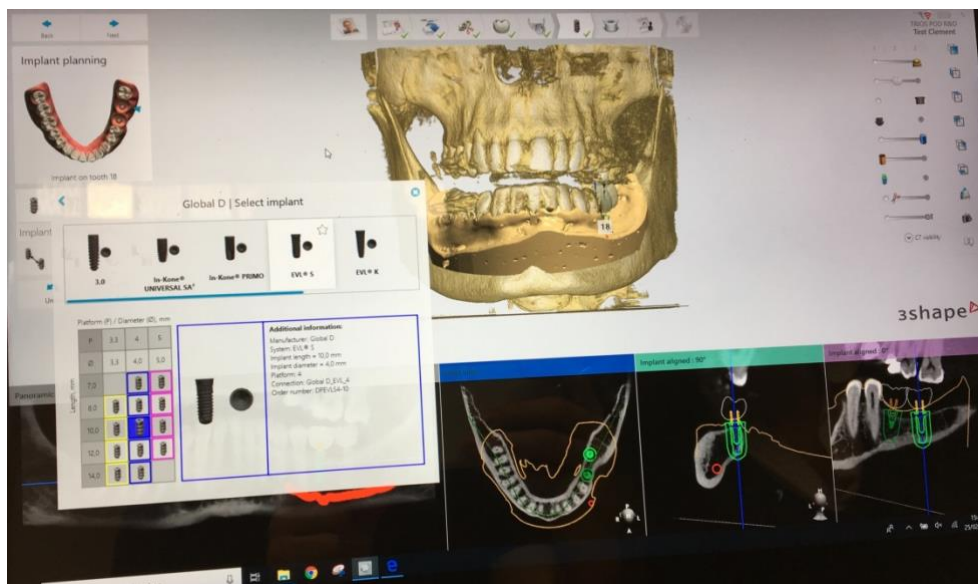 Back
Next
TRIOS POD R&D
Test Clement
Implant planning
Implant on tooth 18
Implant
Global D | Select implant
3.0
In-Kone® UNIVERSAL SA²
In-Kone® PRIMO
EVL® S
EVL® K
Platform (P) / Diameter (Ø), mm
P 3,3 4 5
Ø 3,3 4,0 5,0
Length, mm
7,0
8,0
10,0
12,0
14,0
Additional information:
Manufacturer: Global D
System: EVL® S
Implant length = 10,0 mm
Implant diameter = 4,0 mm
Platform: 4
Connection: Global D_EVL_4
Order number: DPEVLS4-10
18
CT visibility
3shape
Implant aligned : 90°
Implant aligned : 0°